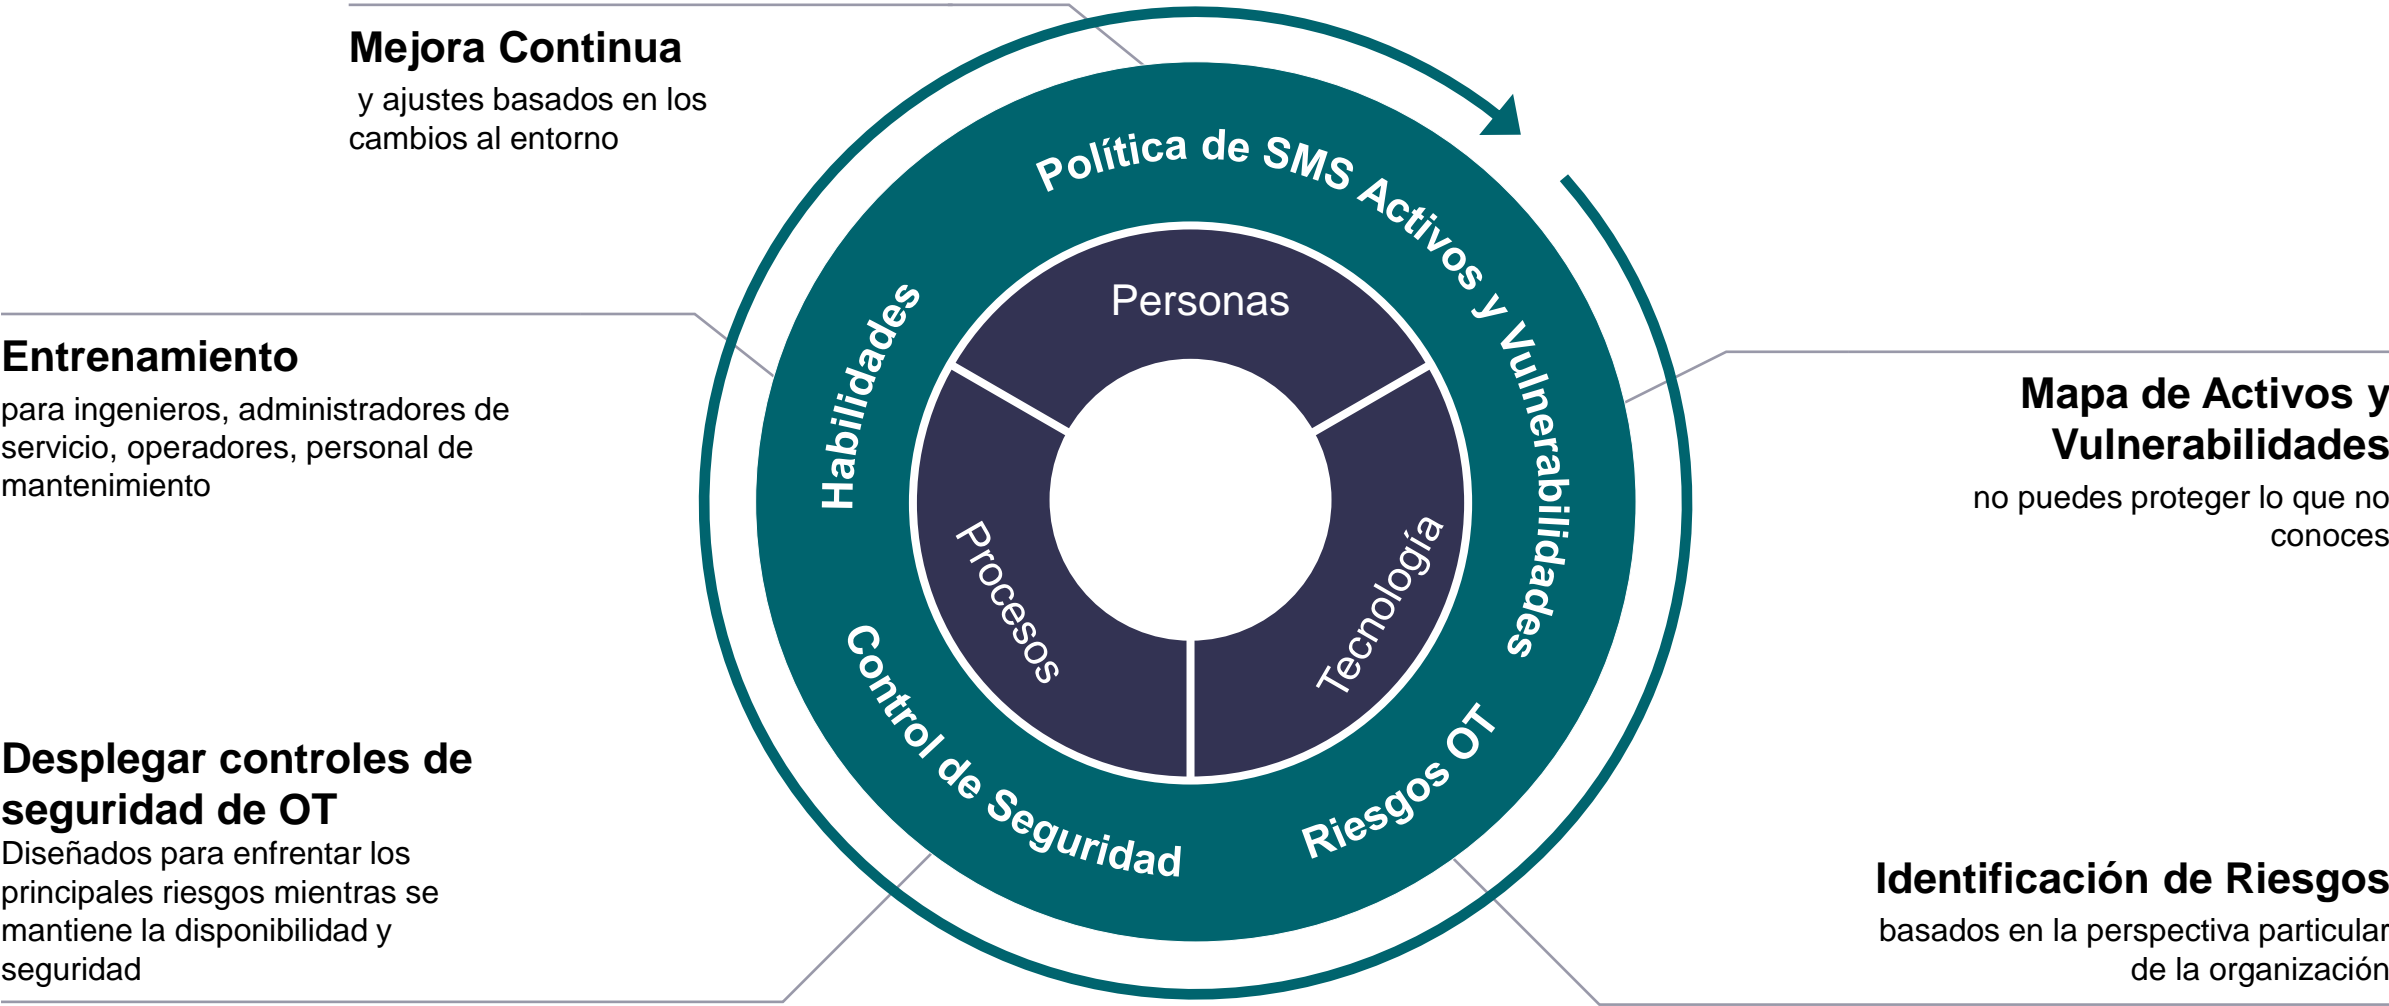 Mejora Continua
y ajustes basados en los
cambios al entorno
Entrenamiento
para ingenieros, administradores de
servicio, operadores, personal de
mantenimiento
Desplegar controles de
seguridad de OT
Diseñados para enfrentar los
principales riesgos mientras se
mantiene la disponibilidad y
seguridad
Política de SMS Activos y Vulnerabilidades
Habilidades
Control de Seguridad
Riesgos OT
Personas
Procesos
Tecnología
Mapa de Activos y
Vulnerabilidades
no puedes proteger lo que no
conoces
Identificación de Riesgos
basados en la perspectiva particular
de la organización